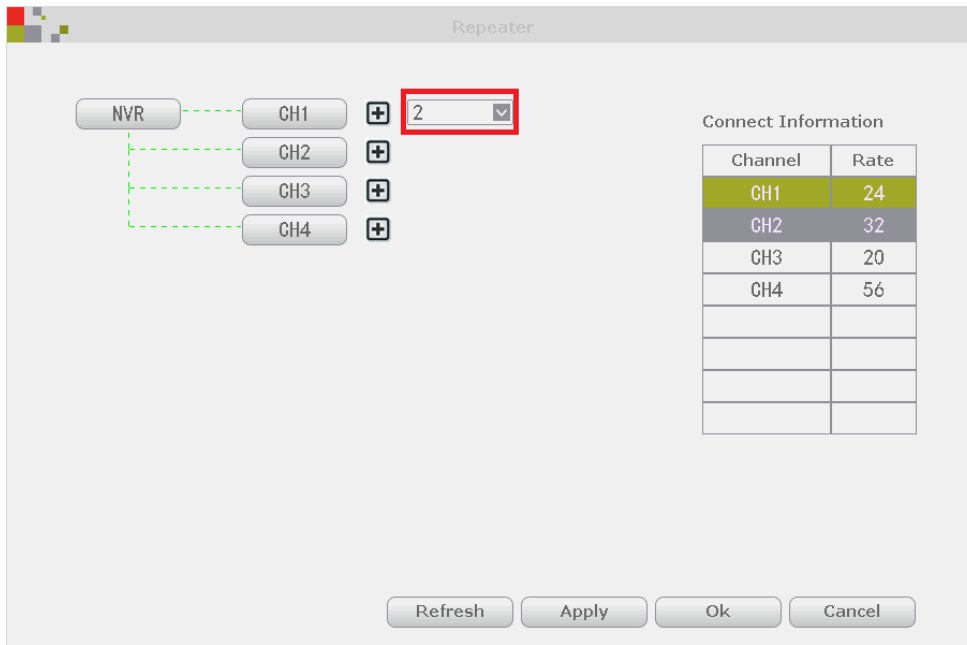 Repeater
NVR CH1 2
CH2
CH3
CH4
Connect Information
Channel Rate
CH1 24
CH2 32
CH3 20
CH4 56
Refresh Apply Ok Cancel